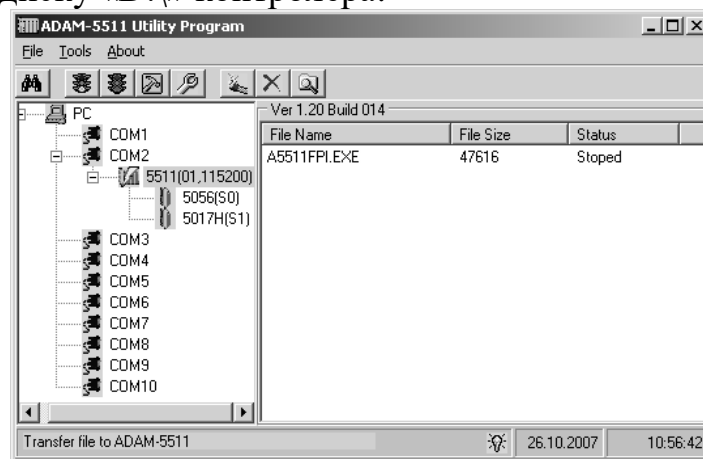 диску «D:\» контролера.
ADAM-5511 Utility Program
File Tools About
PC
COM1
COM2
5511(01,115200)
5056(S0)
5017H(S1)
COM3
COM4
COM5
COM6
COM7
COM8
COM9
COM10
Ver 1.20 Build 014
File Name File Size Status
A5511FPI.EXE 47616 Stoped
Transfer file to ADAM-5511 26.10.2007 10:56:42